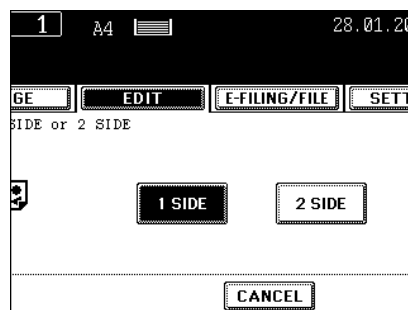 1 A4 28.01.20
GE EDIT E-FILING/FILE SETT
SIDE or 2 SIDE
1 SIDE 2 SIDE
CANCEL